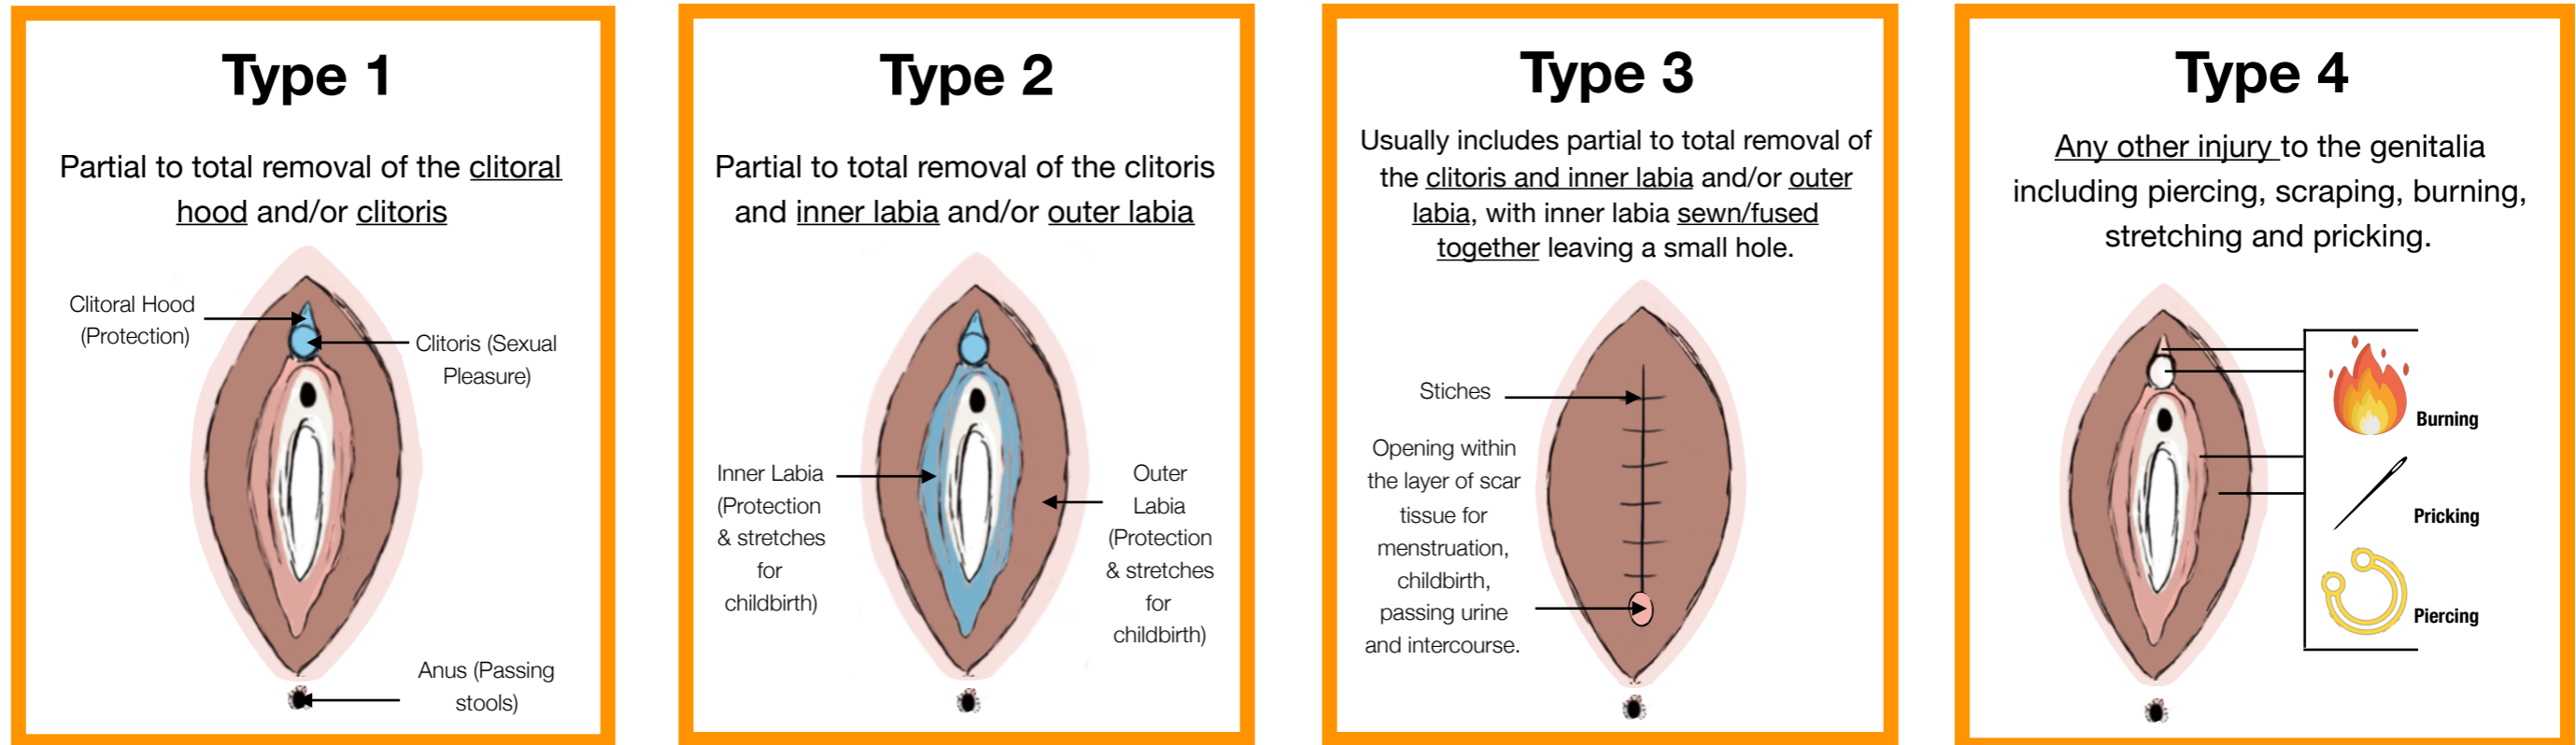 Type 1
Partial to total removal of the clitoral
hood and/or clitoris
Clitoral Hood
(Protection)
Clitoris (Sexual
Pleasure)
Anus (Passing
stools)
Type 2
Partial to total removal of the clitoris
and inner labia and/or outer labia
Inner Labia
(Protection
& stretches
for
childbirth)
Outer
Labia
(Protection
& stretches
for
childbirth)
Type 3
Usually includes partial to total removal of
the clitoris and inner labia and/or outer
labia, with inner labia sewn/fused
together leaving a small hole.
Stiches
Opening within
the layer of scar
tissue for
menstruation,
childbirth,
passing urine
and intercourse.
Type 4
Any other injury to the genitalia
including piercing, scraping, burning,
stretching and pricking.
Burning
Pricking
Piercing